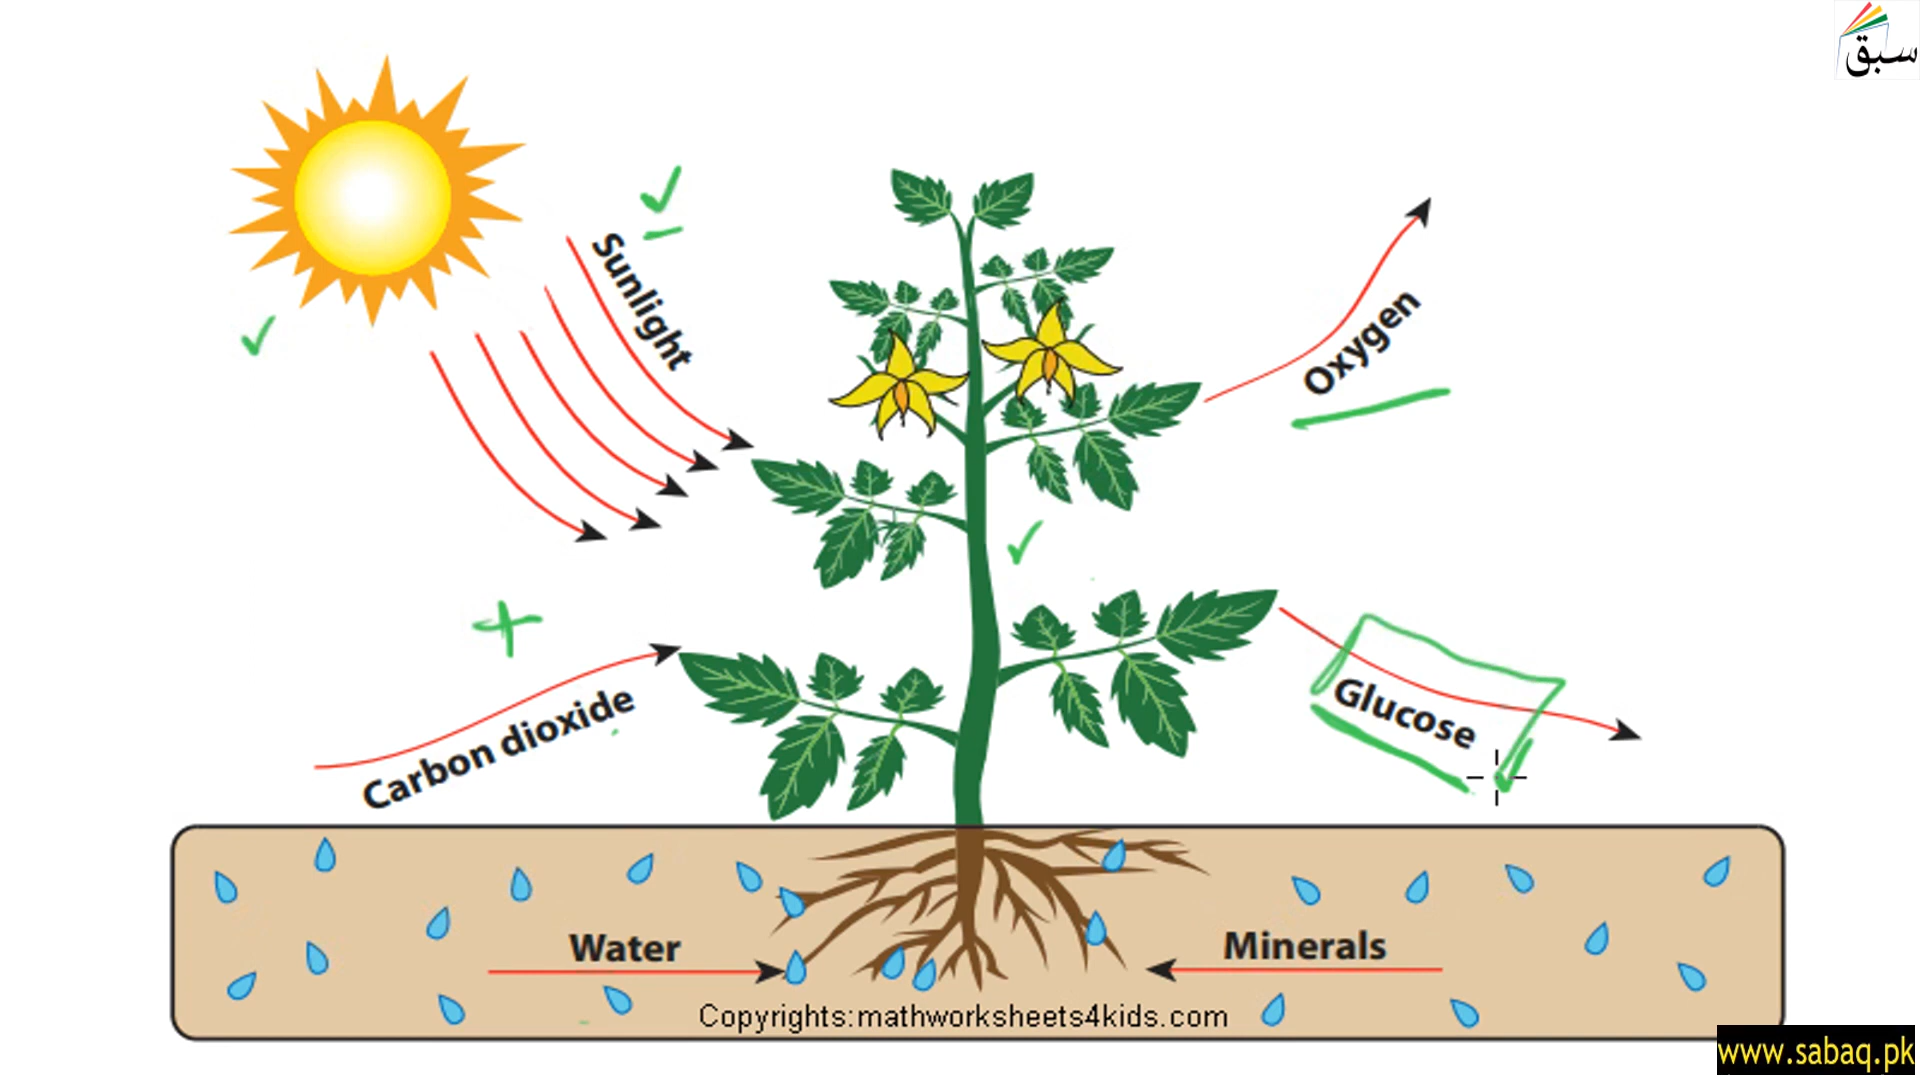 سبق
Sunlight
Oxygen
Carbon dioxide
Glucose
Water
Minerals
Copyrights:mathworksheets4kids.com
www.sabaq.pk